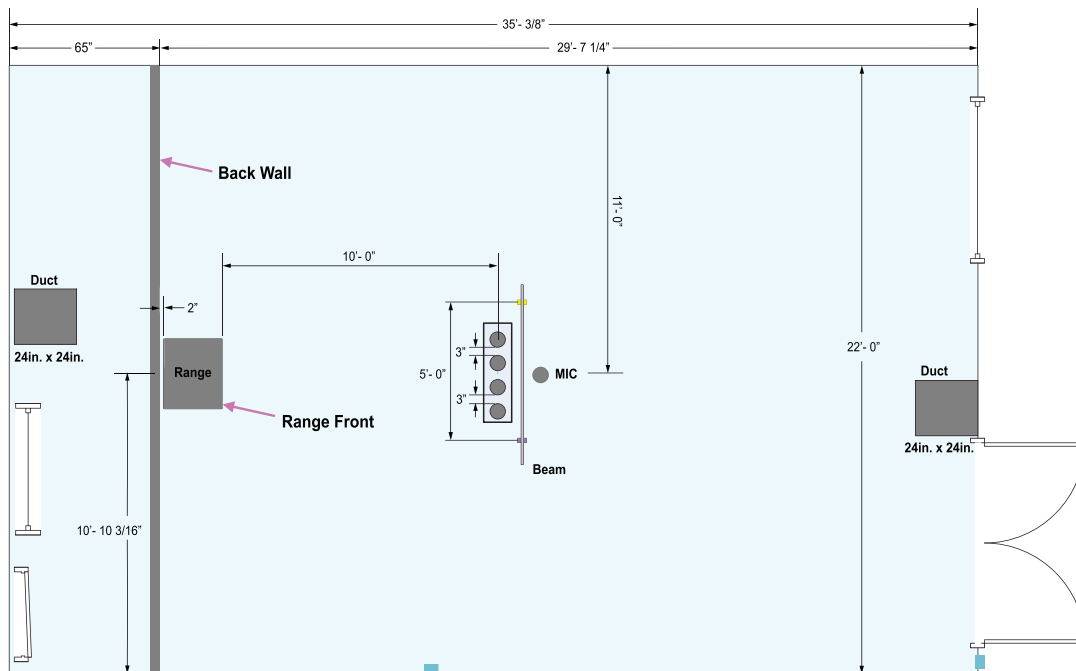 35’- 3/8”
65”
29’- 7 1/4”
Back Wall
11’- 0”
10’- 0”
Duct
2”
24in. x 24in.
Range
3”
5’- 0”
3”
MIC
22’- 0”
Duct
Range Front
24in. x 24in.
Beam
10’- 10 3/16”